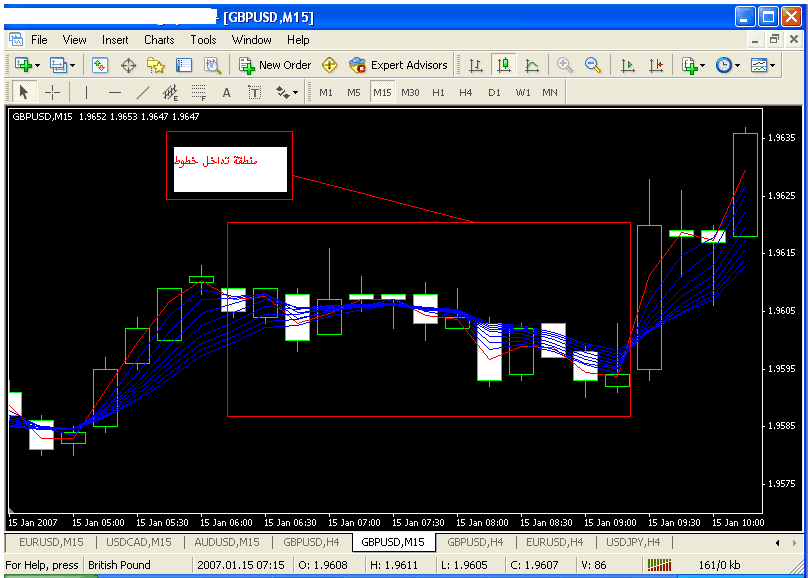 - [GBPUSD,M15]
File View Insert Charts Tools Window Help
New Order Expert Advisors
A T M1 M5 M15 M30 H1 H4 D1 W1 MN
GBPUSD,M15 1.9652 1.9653 1.9647 1.9647
منطقة تداخل خطوط
1.9635
1.9625
1.9615
1.9605
1.9595
1.9585
1.9575
15 Jan 2007 15 Jan 05:00 15 Jan 05:30 15 Jan 06:00 15 Jan 06:30 15 Jan 07:00 15 Jan 07:30 15 Jan 08:00 15 Jan 08:30 15 Jan 09:00 15 Jan 09:30 15 Jan 10:00
EURUSD,M15 USDCAD,M15 AUDUSD,M15 GBPUSD,H4 GBPUSD,M15 GBPUSD,H4 EURUSD,H4 USDJPY,H4
For Help, press British Pound 2007.01.15 07:15 O: 1.9608 H: 1.9611 L: 1.9605 C: 1.9607 V: 86 161/0 kb